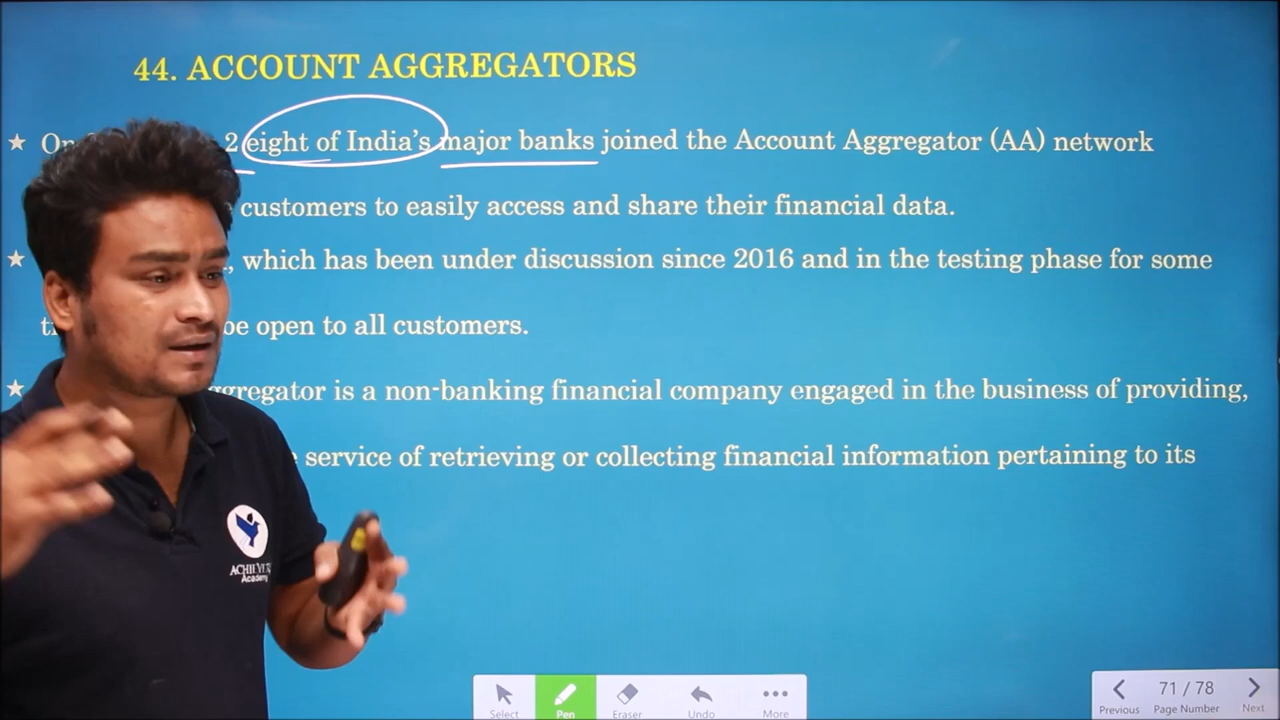 44. ACCOUNT AGGREGATORS
★ 2 eight of India's major banks joined the Account Aggregator (AA) network
customers to easily access and share their financial data.
★ which has been under discussion since 2016 and in the testing phase for some
be open to all customers.
★ is a non-banking financial company engaged in the business of providing,
service of retrieving or collecting financial information pertaining to its
Academy
Select
Pen
Eraser
Undo
More
Previous
71 / 78
Page Number
Next